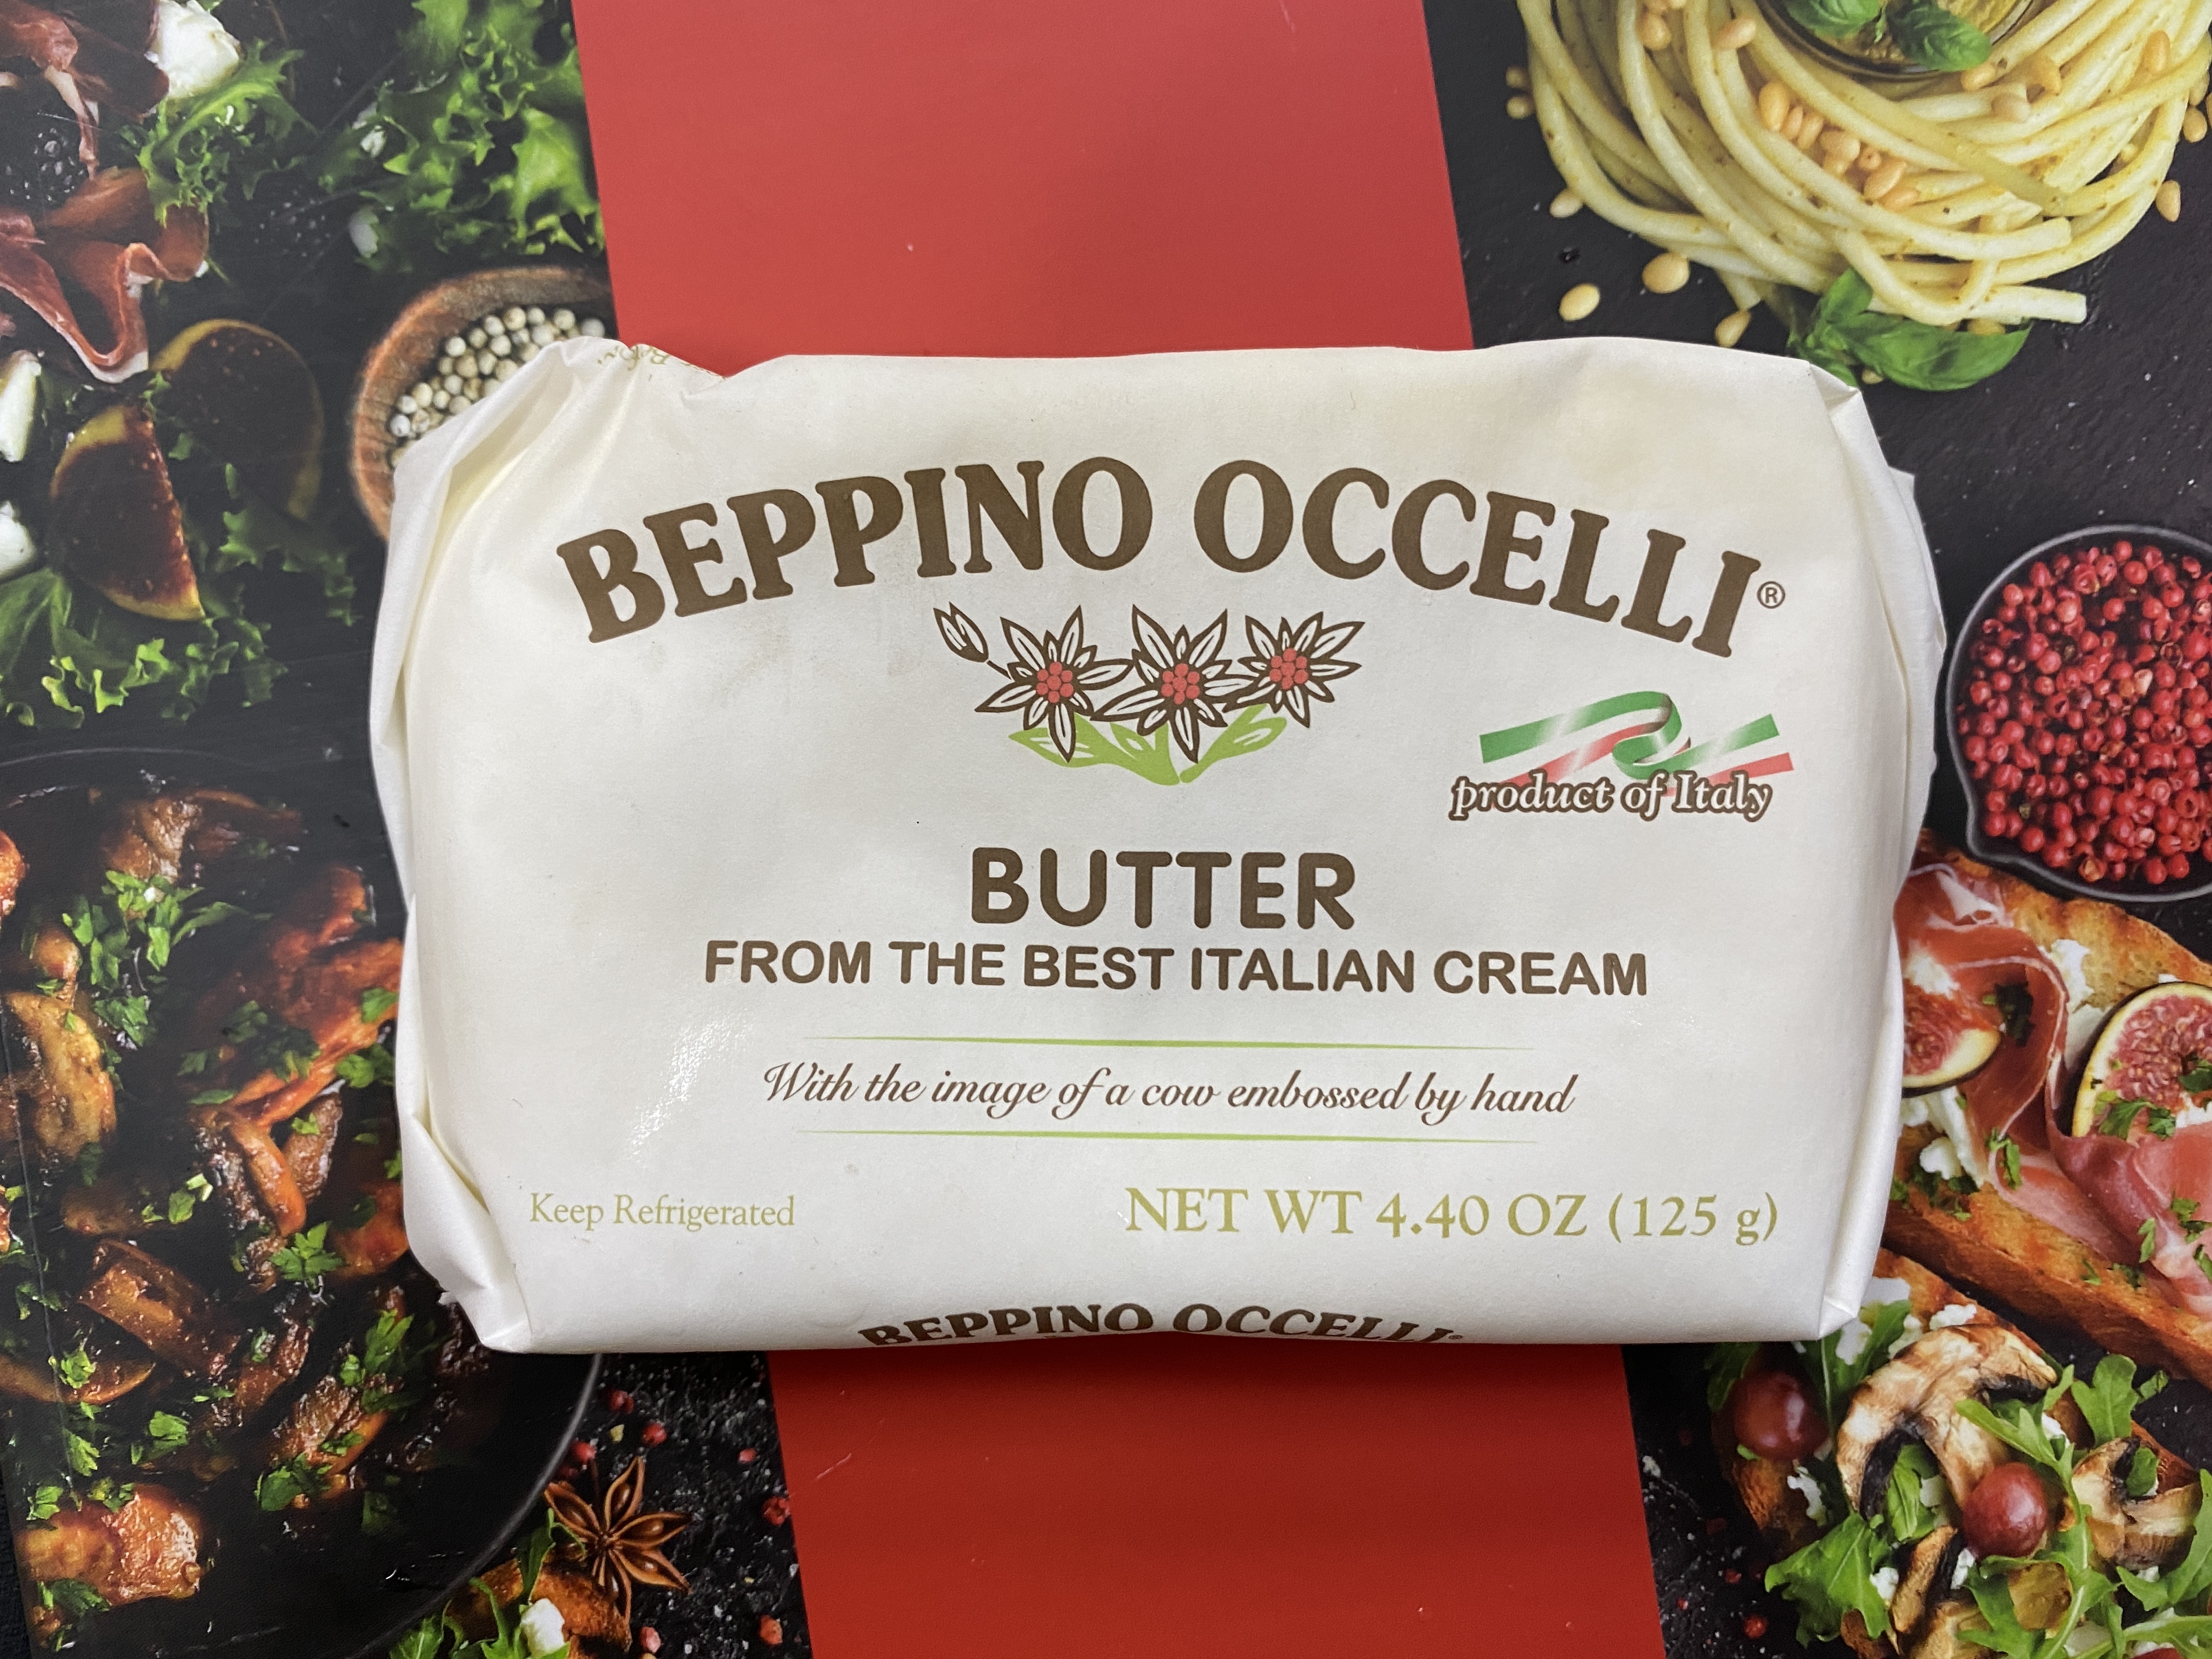 BEPPINO OCCELLI®
product of Italy
BUTTER
FROM THE BEST ITALIAN CREAM
With the image of a cow embossed by hand
Keep Refrigerated
NET WT 4.40 OZ (125 g)
BEPPINO OCCELLI®